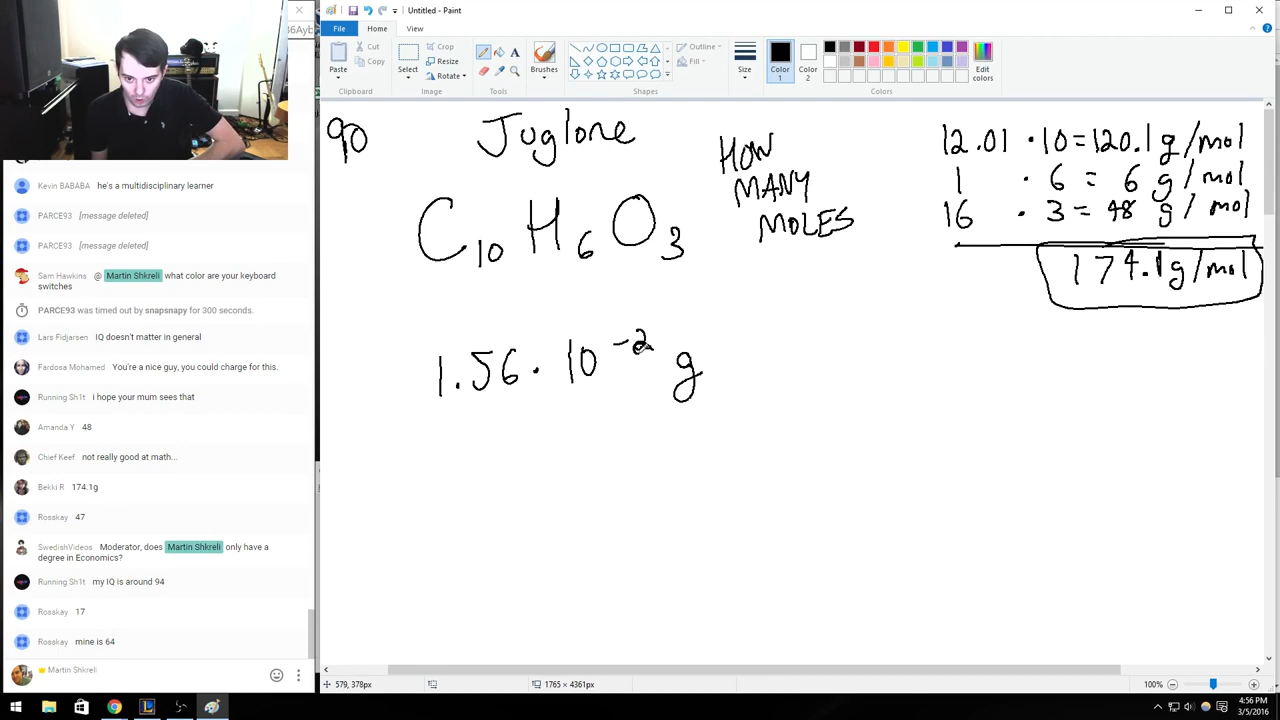 Untitled - Paint
File
Home
View
Paste
Cut
Copy
Clipboard
Select
Crop
Resize
Rotate
Image
Tools
Brushes
Shapes
Outline
Fill
Size
Color
1
Color
2
Edit
colors
Colors
Kevin BABABA he's a multidisciplinary learner
PARCE93 [message deleted]
PARCE93 [message deleted]
Sam Hawkins @ Martin Shkreli what color are your keyboard
switches
PARCE93 was timed out by snapsnapy for 300 seconds.
Lars Fidjarsen IQ doesn't matter in general
Fardosa Mohamed You're a nice guy, you could charge for this.
Running Sh1t i hope your mum sees that
Amanda Y 48
Chief Keef not really good at math...
Bekki R 174.1g
Rosskay 47
SwedishVideos Moderator, does Martin Shkreli only have a
degree in Economics?
Running Sh1t my IQ is around 94
Rosskay 17
Rosskay mine is 64
Martin Shkreli
90
Juglone
C10 H6 O3
HOW
MANY
MOLES
12.01 · 10 = 120.1 g/mol
1 · 6 = 6 g/mol
16 · 3 = 48 g/mol
174.1g/mol
1.56 · 10⁻² g
579, 378px
1765 × 4361px
100%
4:56 PM
3/5/2016